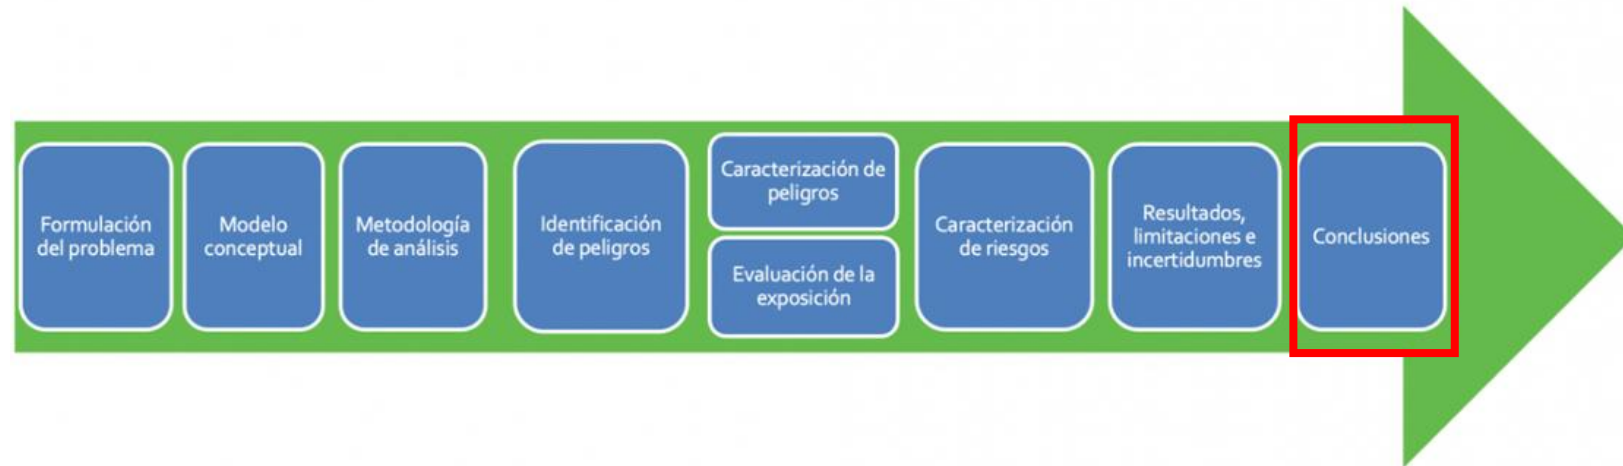 Formulación
del problema
Modelo
conceptual
Metodología
de análisis
Identificación
de peligros
Caracterización de
peligros
Evaluación de la
exposición
Caracterización
de riesgos
Resultados,
limitaciones e
incertidumbres
Conclusiones